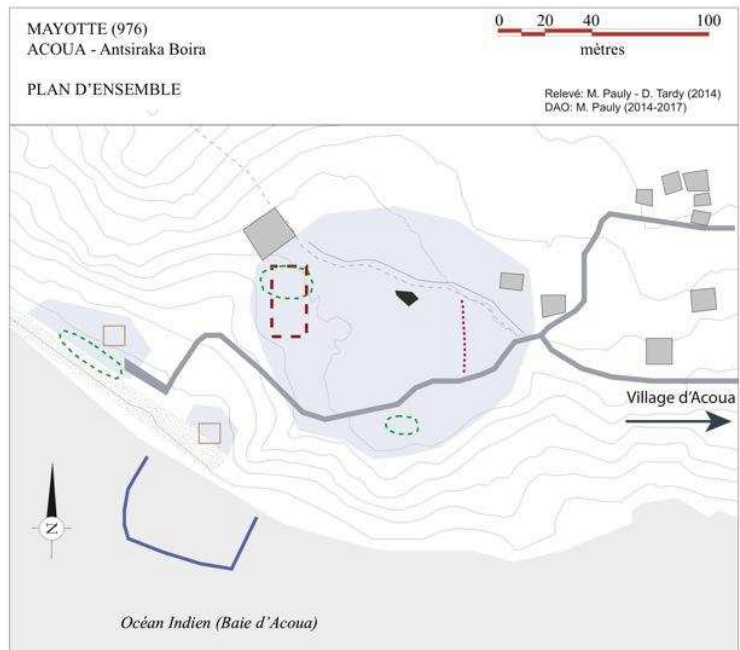 MAYOTTE (976)
ACOUA - Antsiraka Boira
PLAN D'ENSEMBLE
0 20 40 100
mètres
Relevé: M. Pauly - D. Tardy (2014)
DAO: M. Pauly (2014-2017)
Village d'Acoua
N
Océan Indien (Baie d'Acoua)